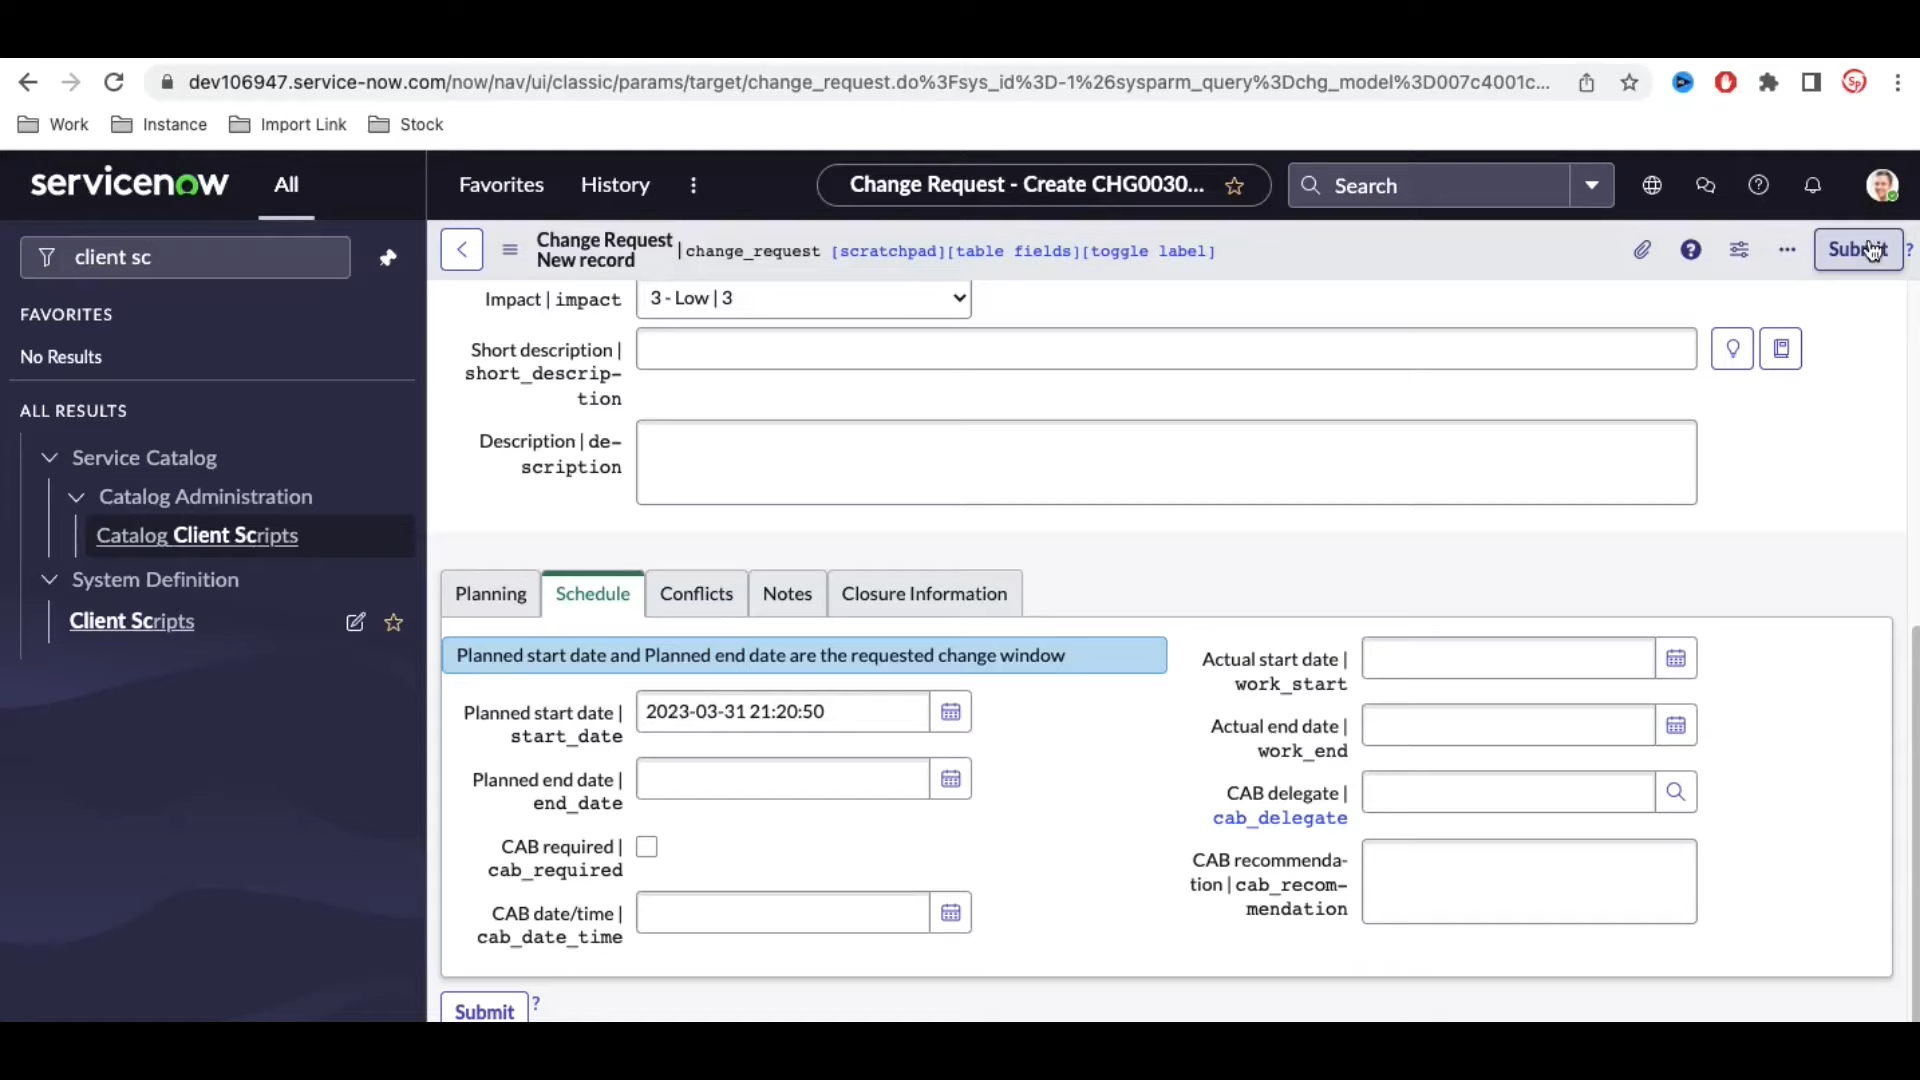 dev106947.service-now.com/now/nav/ui/classic/params/target/change_request.do%3Fsys_id%3D-1%26sysparm_query%3Dchg_model%3D007c4001c...
Work Instance Import Link Stock
servicenow All Favorites History Change Request - Create CHG0030... Search
client sc
Change Request
New record
|change_request [scratchpad][table fields][toggle label]
Submit ?
FAVORITES
No Results
ALL RESULTS
Service Catalog
Catalog Administration
Catalog Client Scripts
System Definition
Client Scripts
Impact | impact 3 - Low | 3
Short description |
short_descrip-
tion
Description | de-
scription
Planning Schedule Conflicts Notes Closure Information
Planned start date and Planned end date are the requested change window
Planned start date |
start_date
2023-03-31 21:20:50
Planned end date |
end_date
CAB required |
cab_required
CAB date/time |
cab_date_time
Actual start date |
work_start
Actual end date |
work_end
CAB delegate |
cab_delegate
CAB recommenda-
tion | cab_recom-
mendation
Submit ?